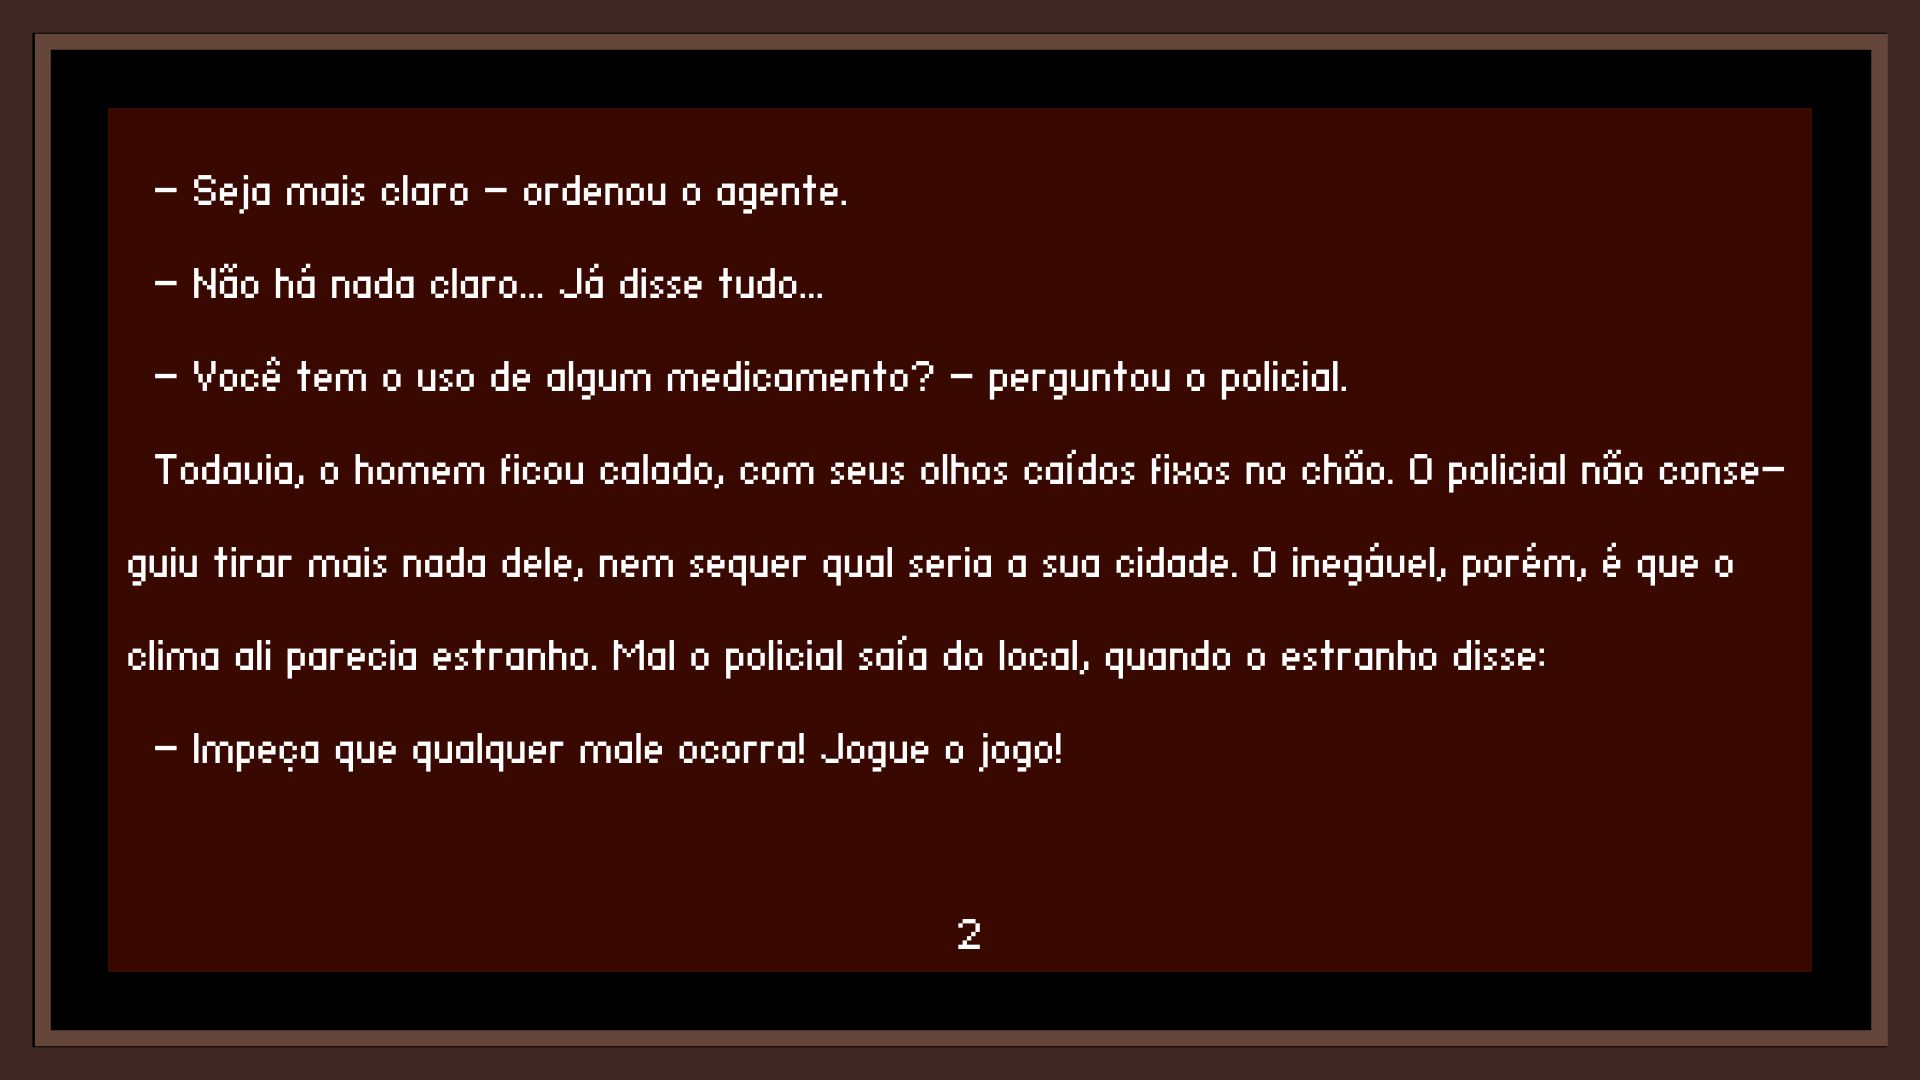 – Seja mais claro – ordenou o agente.
– Não há nada claro... Já disse tudo...
– Você tem o uso de algum medicamento? – perguntou o policial.
Todavia, o homem ficou calado, com seus olhos caídos fixos no chão. O policial não conse-
guiu tirar mais nada dele, nem sequer qual seria a sua cidade. O inegável, porém, é que o
clima ali parecia estranho. Mal o policial saía do local, quando o estranho disse:
– Impeça que qualquer male ocorra! Jogue o jogo!
2